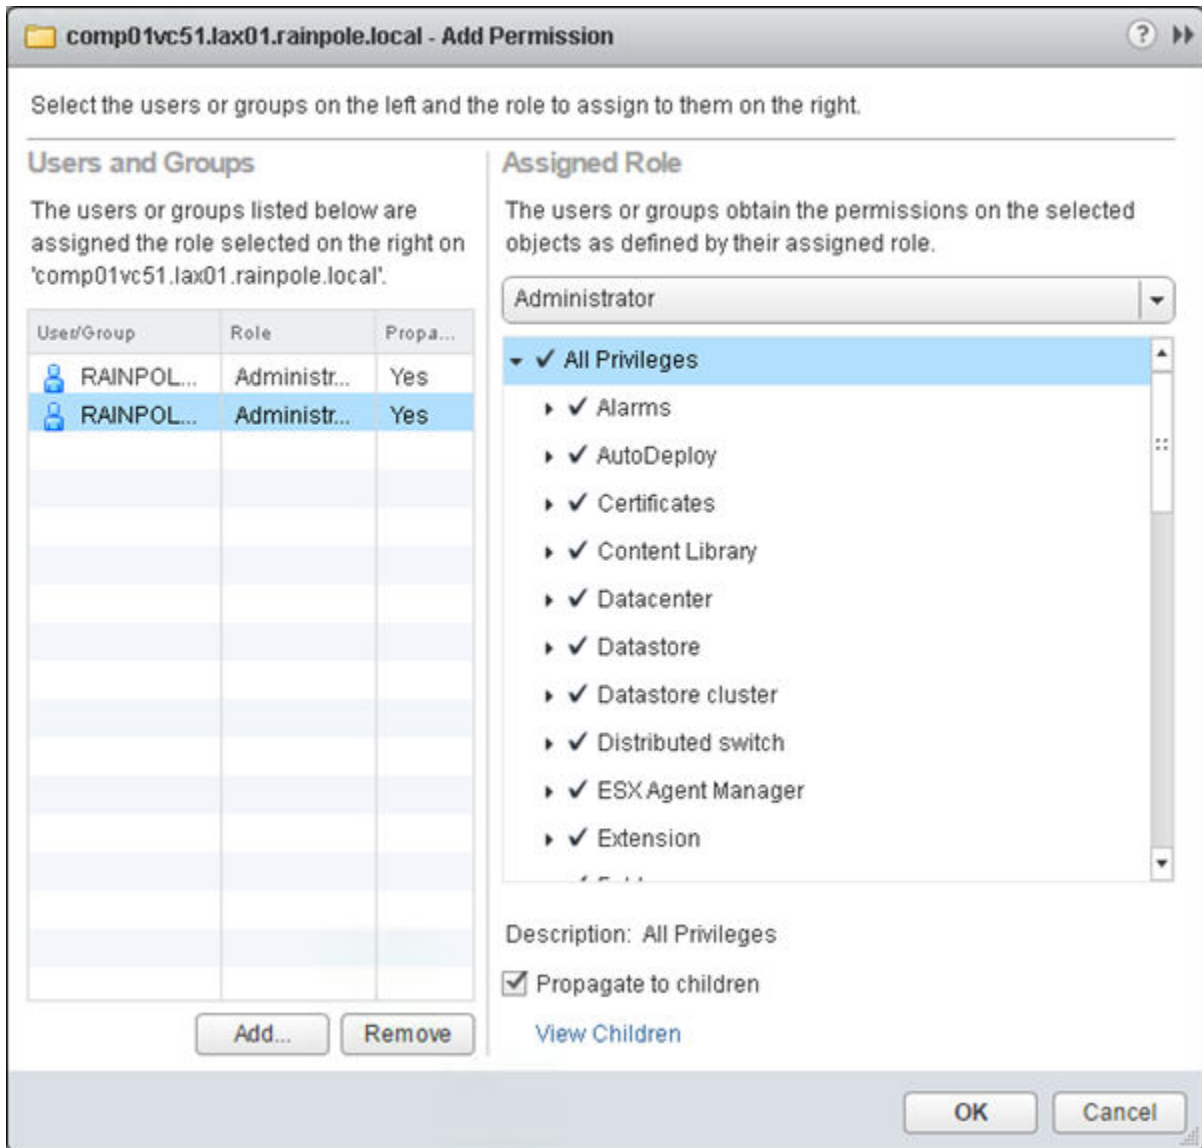 comp01vc51.lax01.rainpole.local - Add Permission
?
Select the users or groups on the left and the role to assign to them on the right.
Users and Groups
The users or groups listed below are
assigned the role selected on the right on
'comp01vc51.lax01.rainpole.local'.
User/Group Role Propa...
RAINPOL... Administr... Yes
RAINPOL... Administr... Yes
Add... Remove
Assigned Role
The users or groups obtain the permissions on the selected
objects as defined by their assigned role.
Administrator
All Privileges
Alarms
AutoDeploy
Certificates
Content Library
Datacenter
Datastore
Datastore cluster
Distributed switch
ESX Agent Manager
Extension
Description: All Privileges
Propagate to children
View Children
OK Cancel